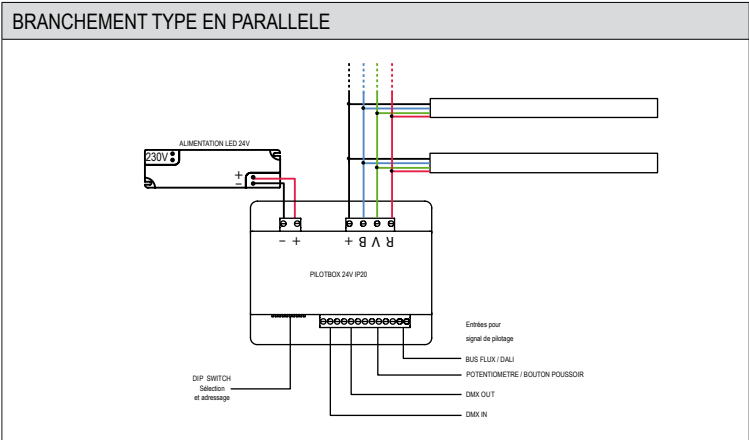 BRANCHEMENT TYPE EN PARALLELE
ALIMENTATION LED 24V
230V
+
−
− +
+ B V R
PILOTBOX 24V IP20
Entrées pour
signal de pilotage
BUS FLUX / DALI
POTENTIOMETRE / BOUTON POUSSOIR
DMX OUT
DMX IN
DIP SWITCH
Sélection
et adressage